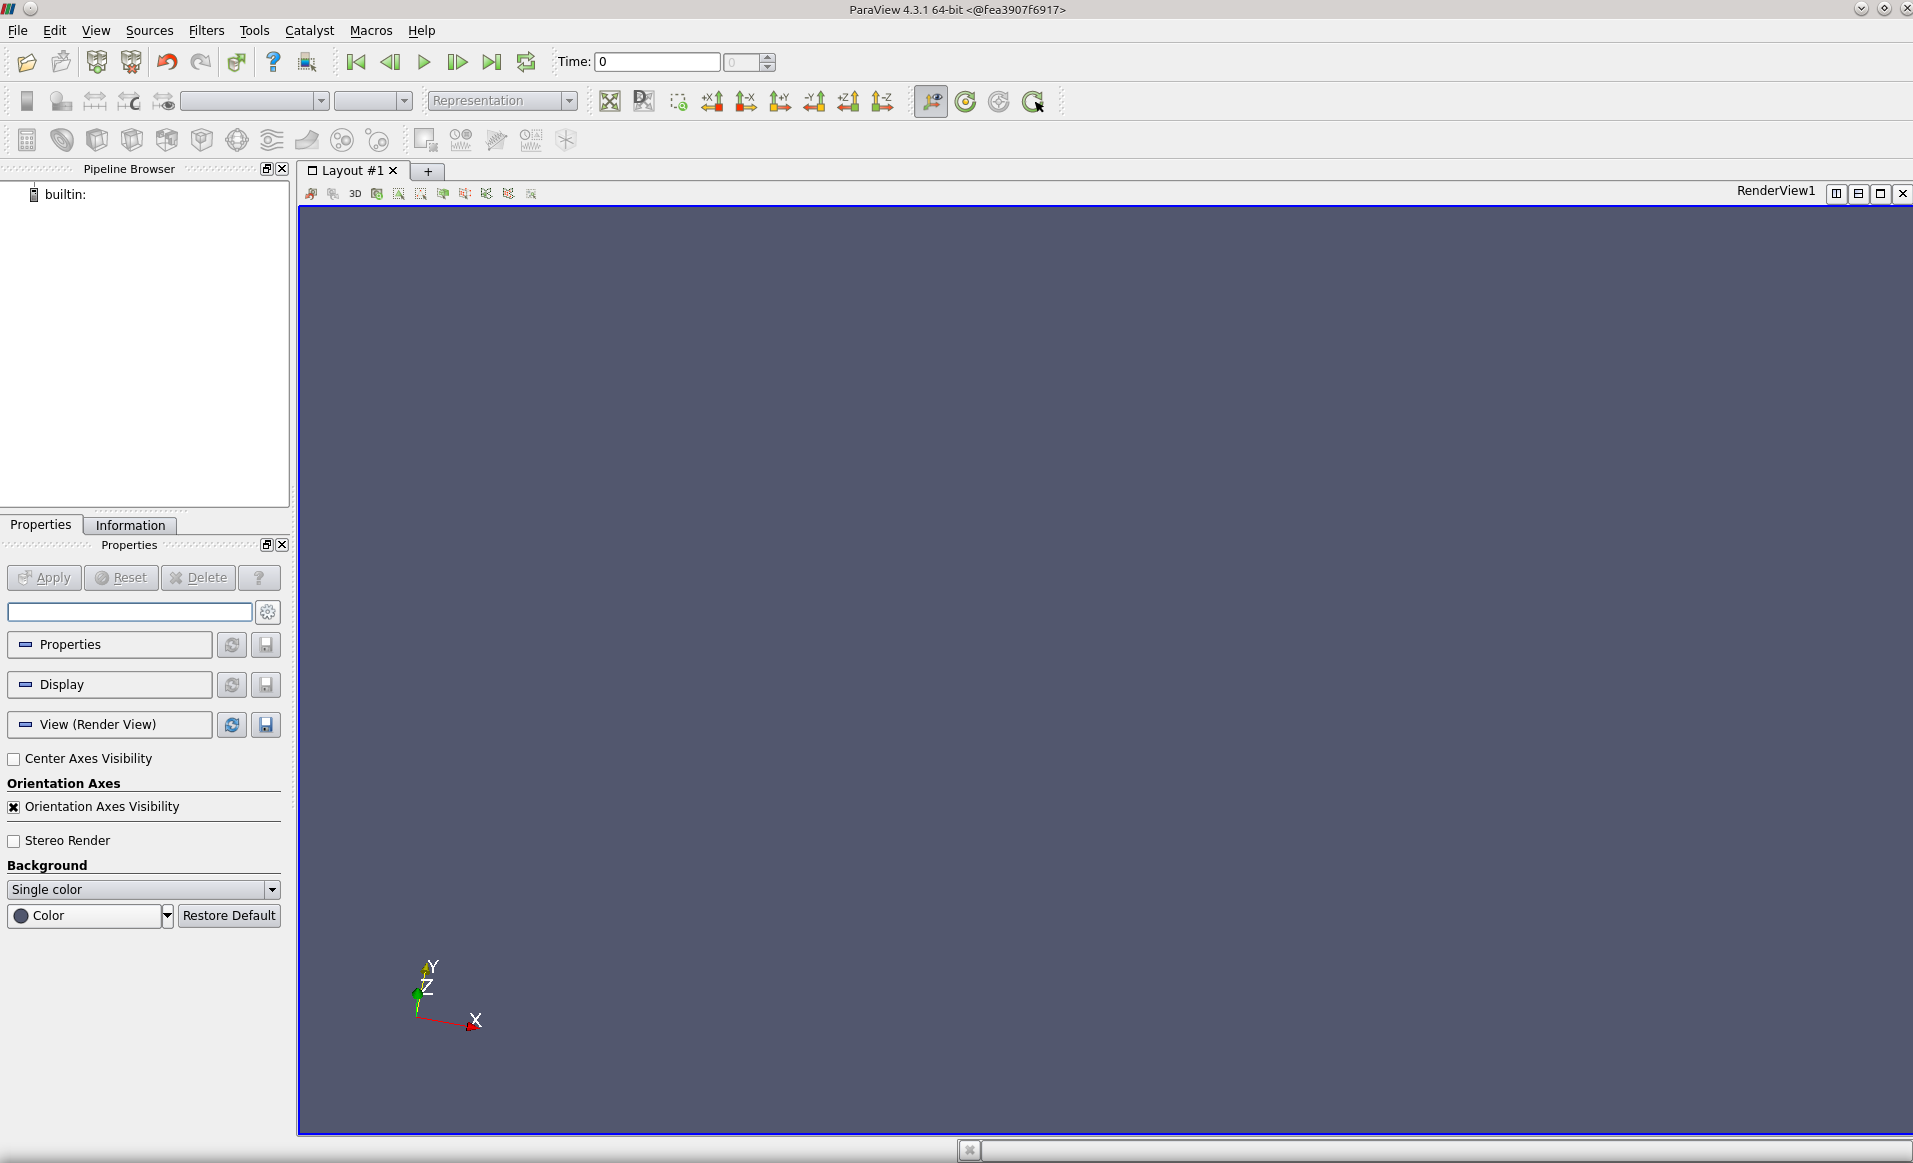 ParaView 4.3.1 64-bit <@fea3907f6917>
File Edit View Sources Filters Tools Catalyst Macros Help
? Time: 0 0
Representation D +X -X +Y -Y +Z -Z
Pipeline Browser
Layout #1 +
3D RenderView1
builtin:
Properties Information
Properties
Apply Reset Delete ?
Properties
Display
View (Render View)
Center Axes Visibility
Orientation Axes
Orientation Axes Visibility
Stereo Render
Background
Single color
Color Restore Default
Y
Z
X